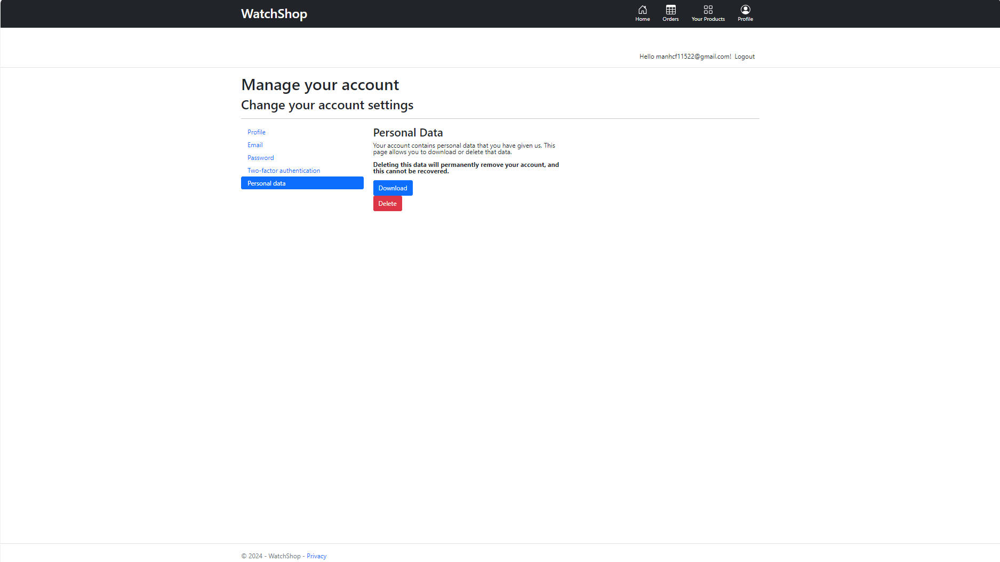 WatchShop
Home
Orders
Your Products
Profile
Hello manhcf11522@gmail.com! Logout
Manage your account
Change your account settings
Profile
Email
Password
Two-factor authentication
Personal data
Personal Data
Your account contains personal data that you have given us. This
page allows you to download or delete that data.
Deleting this data will permanently remove your account, and
this cannot be recovered.
Download
Delete
© 2024 - WatchShop - Privacy